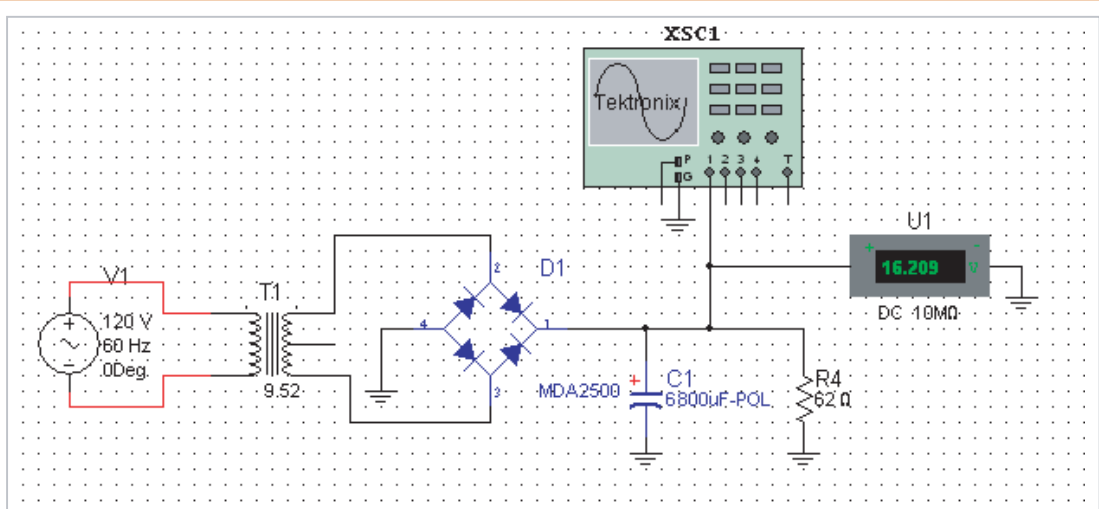 XSC1
Tektronix
P
G
1 2 3 4 T
U1
+ -
16.209 V
DC 10MΩ
V1
+
120 V
60 Hz
0Deg
T1
9.52
D1
2
4
1
3
MDA2500
+
C1
6800uF-POL
R4
62 Ω